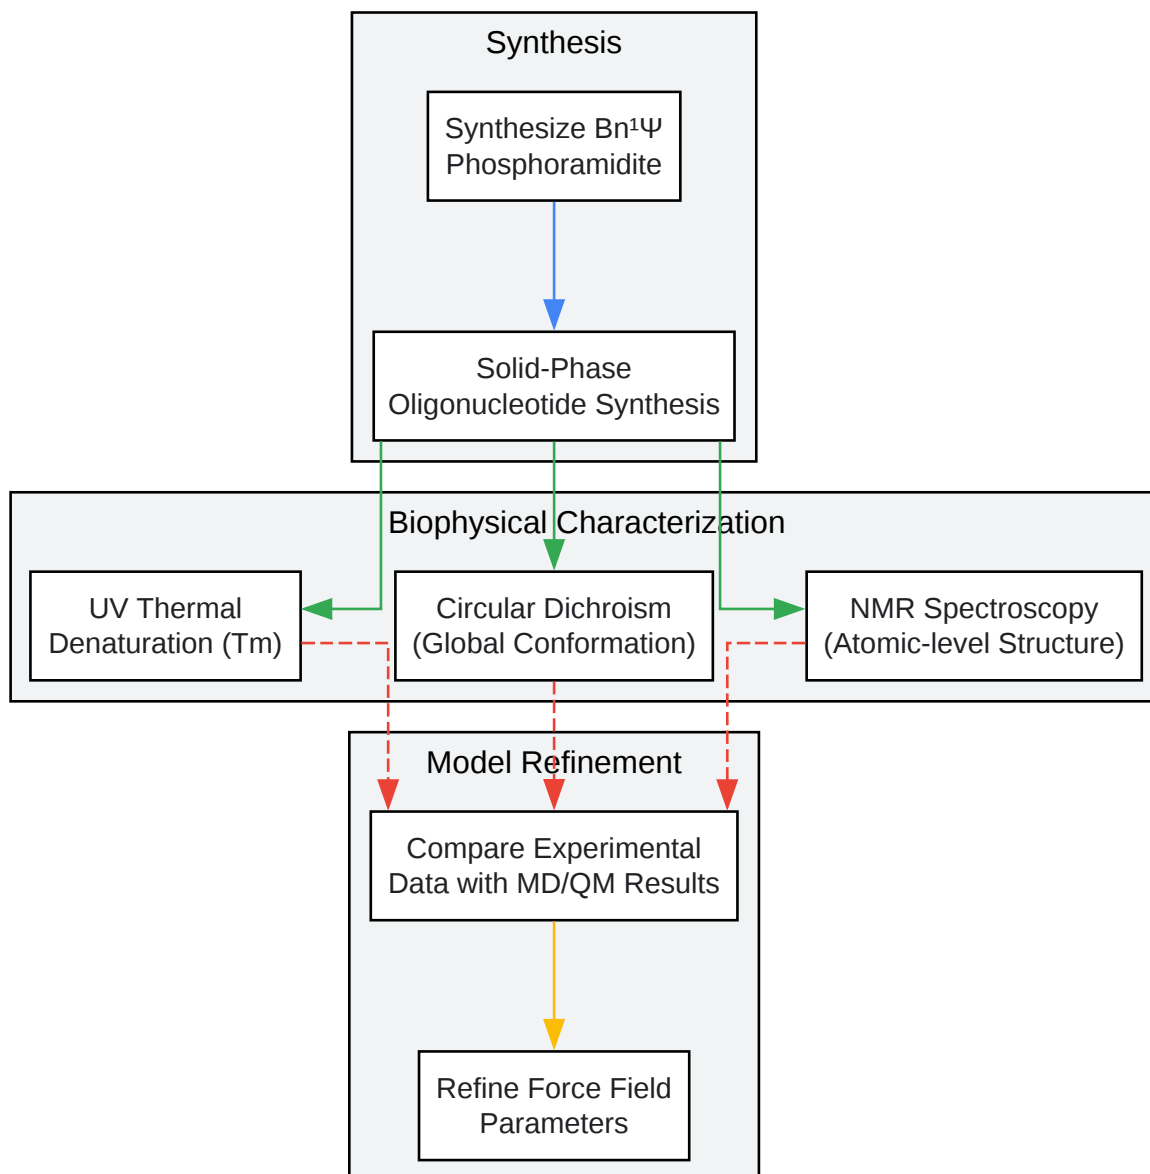 Synthesis
Synthesize Bn¹Ψ
Phosphoramidite
Solid-Phase
Oligonucleotide Synthesis
Biophysical Characterization
UV Thermal
Denaturation (Tm)
Circular Dichroism
(Global Conformation)
NMR Spectroscopy
(Atomic-level Structure)
Model Refinement
Compare Experimental
Data with MD/QM Results
Refine Force Field
Parameters